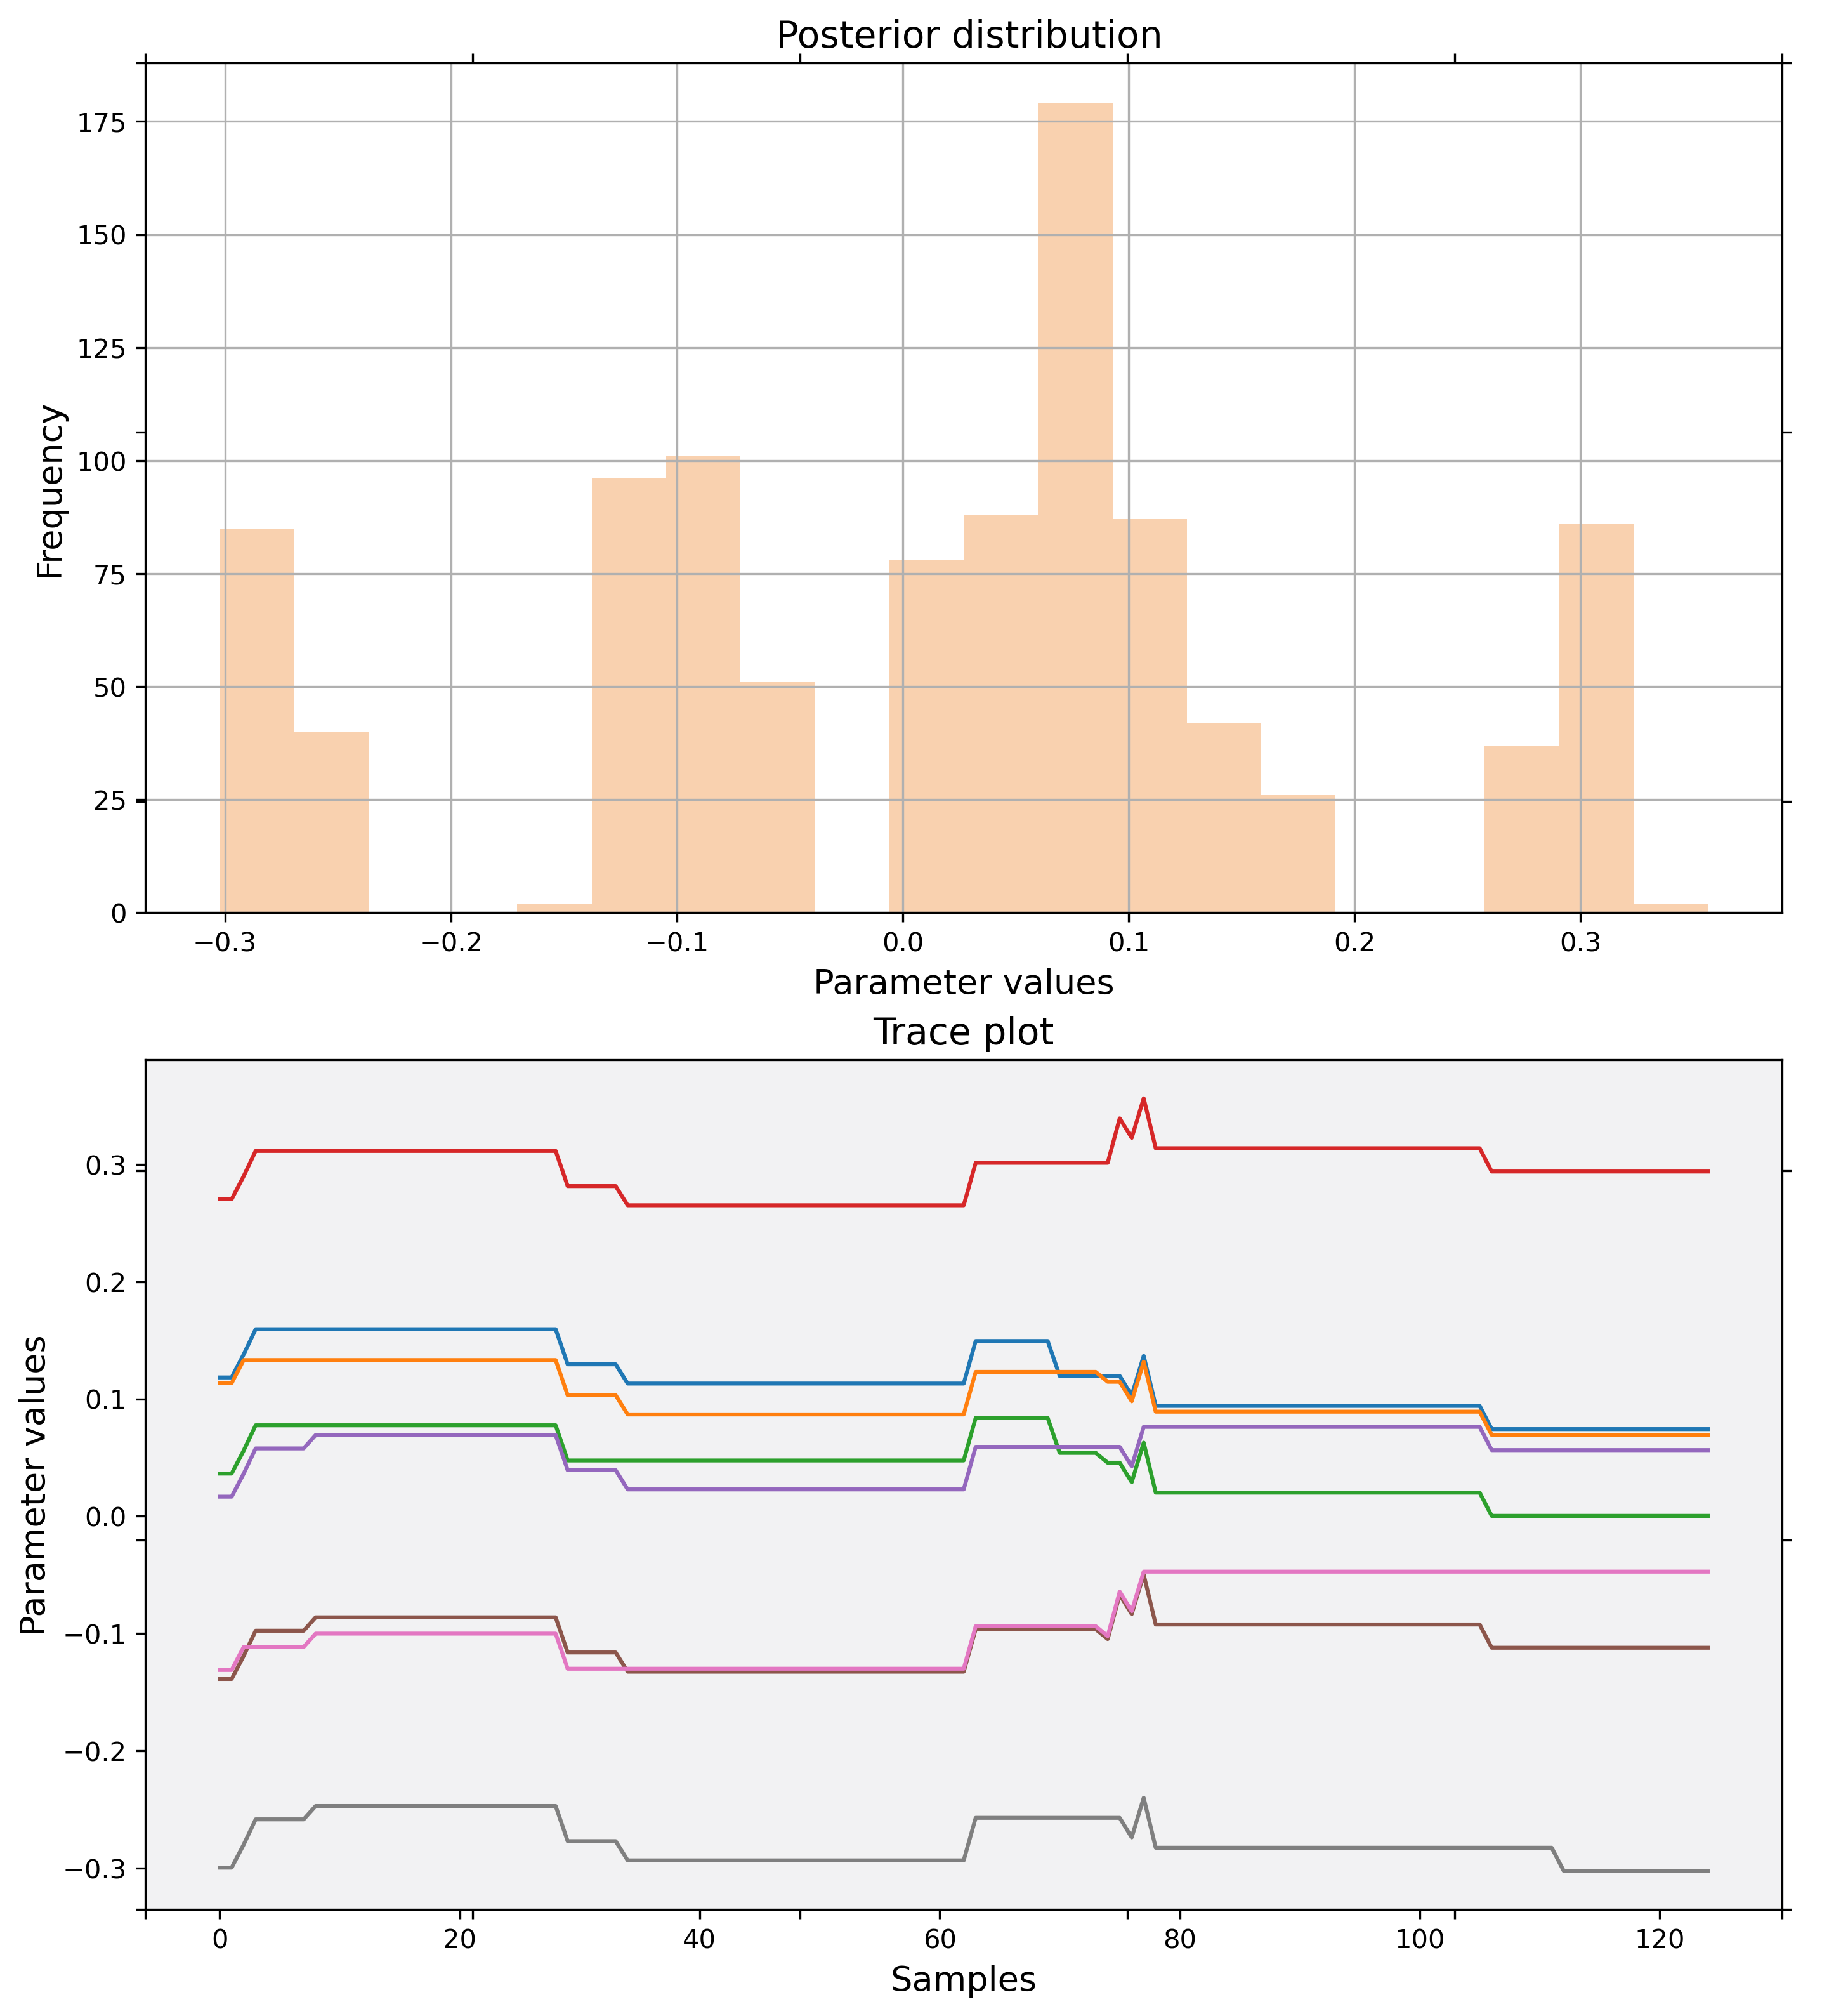 Posterior distribution
Frequency
175
150
125
100
75
50
25
0
−0.3 −0.2 −0.1 0.0 0.1 0.2 0.3
Parameter values
Trace plot
Parameter values
0.3
0.2
0.1
0.0
−0.1
−0.2
−0.3
0 20 40 60 80 100 120
Samples